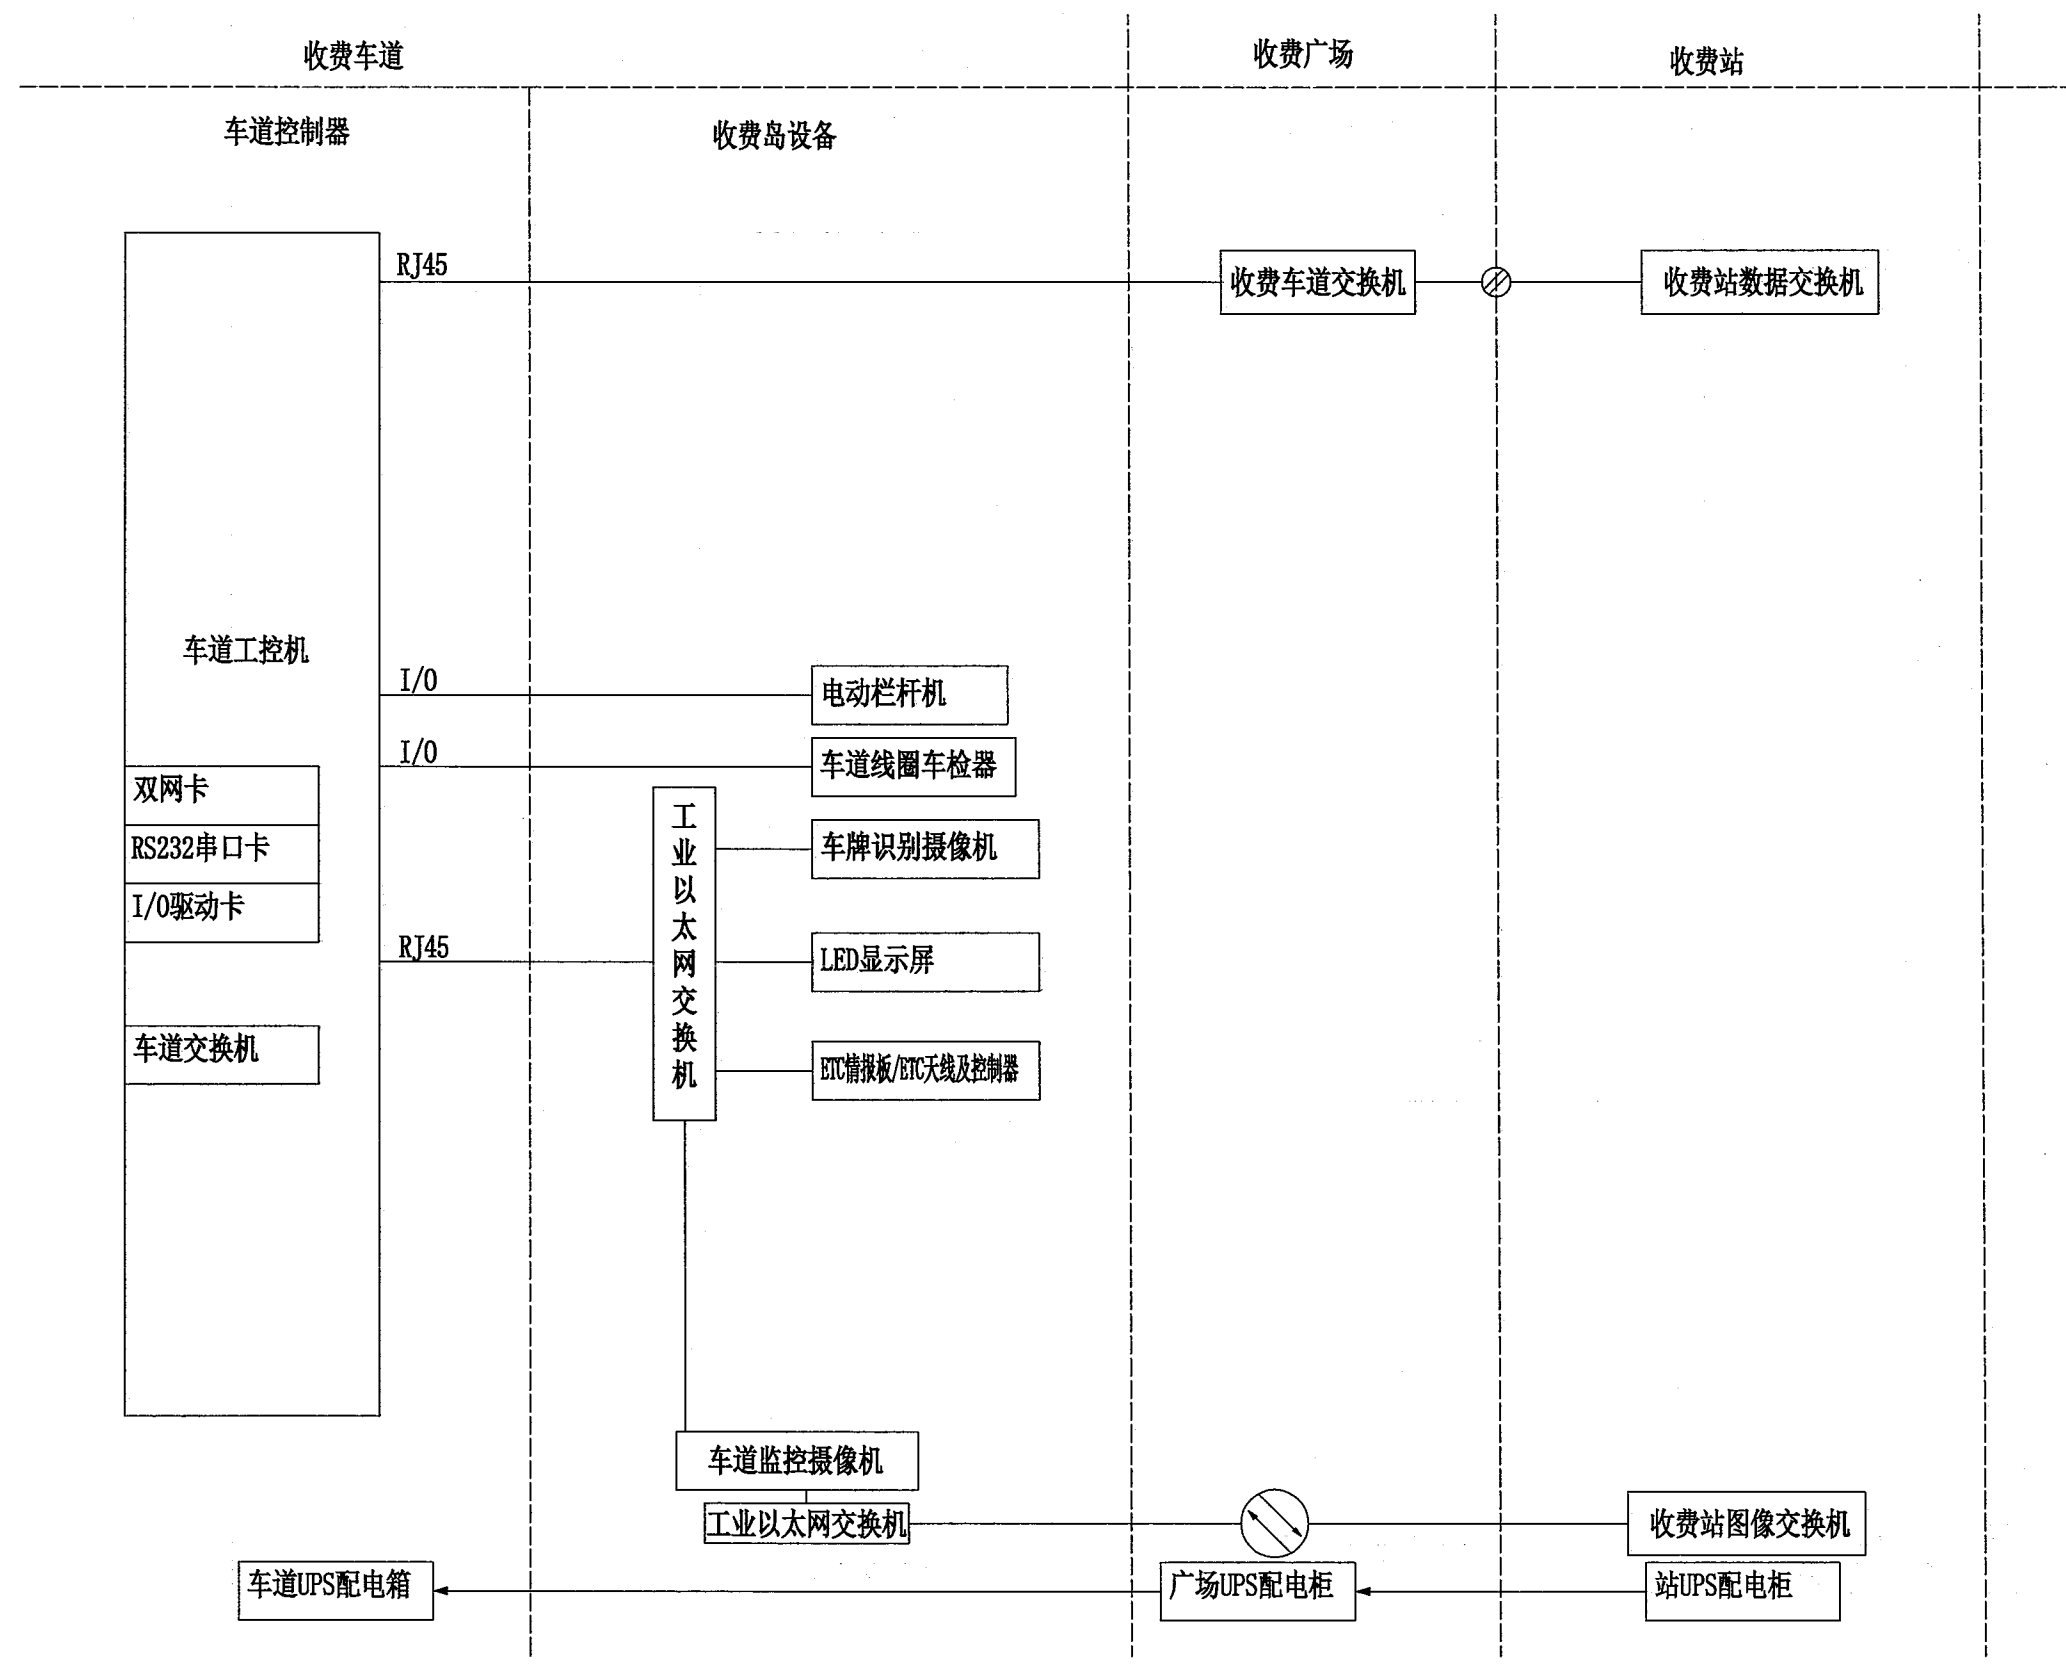 收费车道
收费广场
收费站
车道控制器
收费岛设备
RJ45
收费车道交换机
收费站数据交换机
车道工控机
I/O
电动栏杆机
I/O
车道线圈车检器
双网卡
工业以太网交换机
车牌识别摄像机
RS232串口卡
I/O驱动卡
RJ45
LED显示屏
车道交换机
ETC情报板/ETC天线及控制器
车道监控摄像机
工业以太网交换机
收费站图像交换机
车道UPS配电箱
广场UPS配电柜
站UPS配电柜